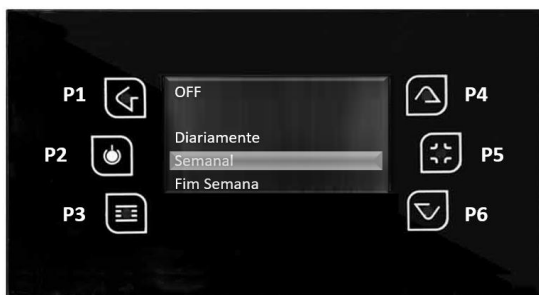 P1
P2
P3
OFF
Diariamente
Semanal
Fim Semana
P4
P5
P6